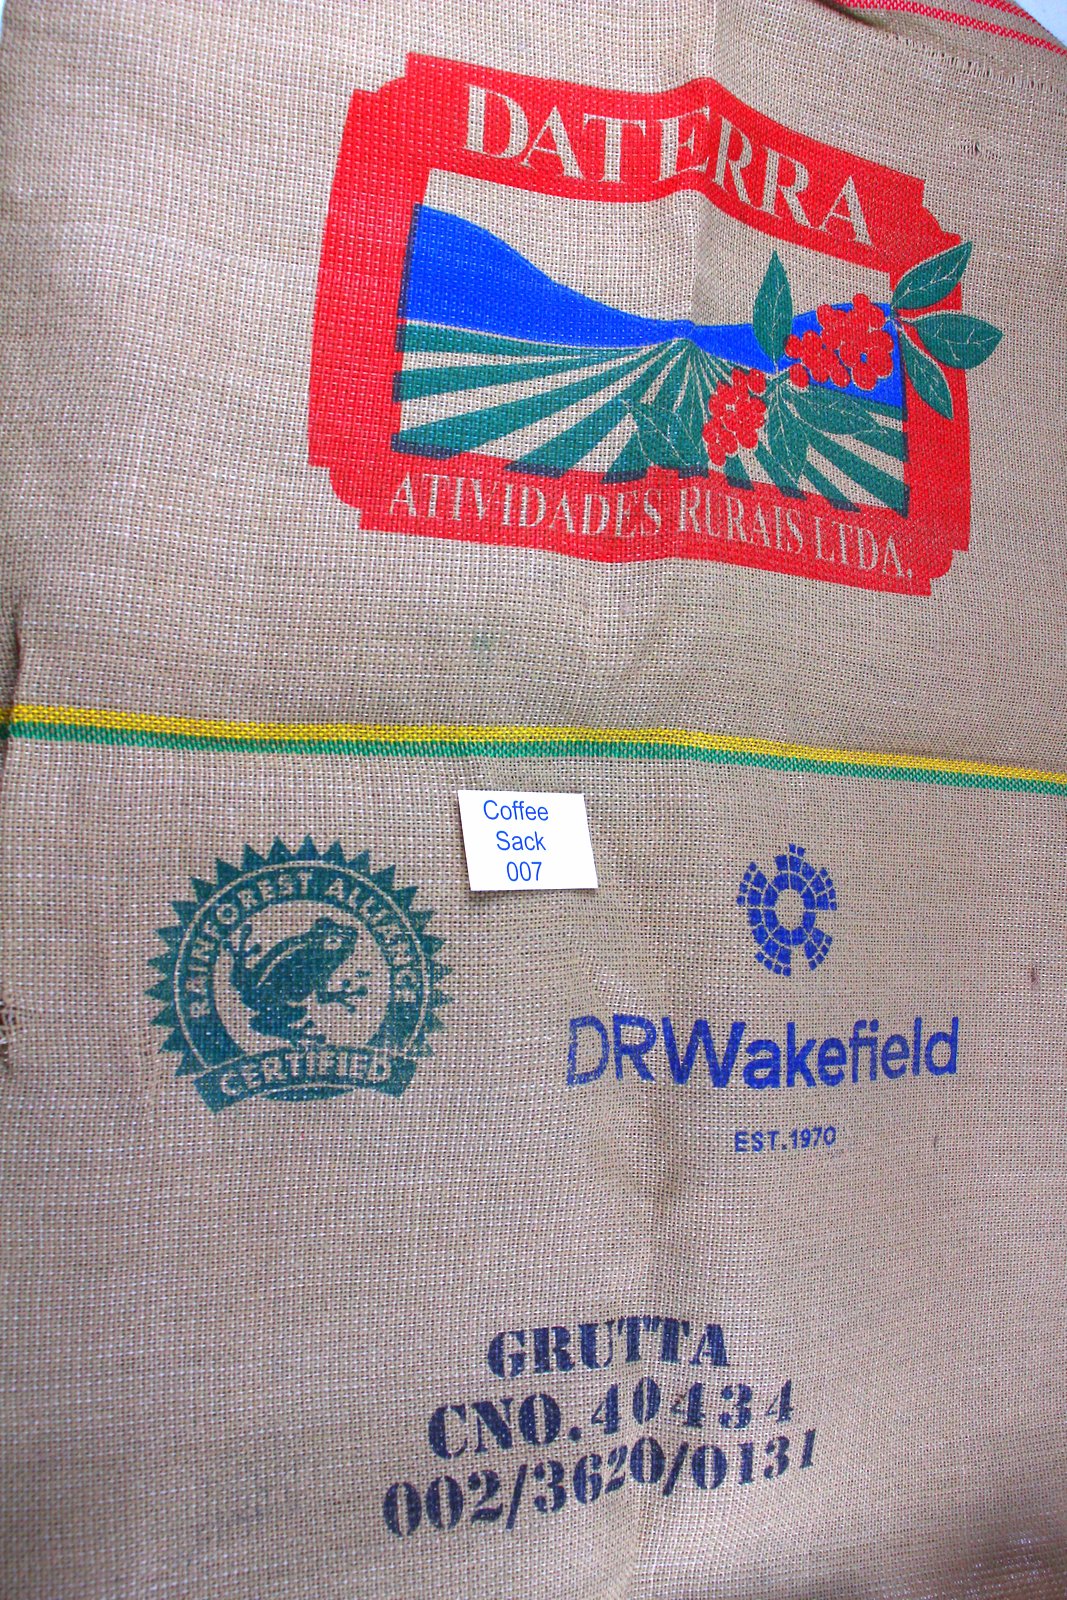 DATERRA
ATIVIDADES RURAIS LTDA.
Coffee
Sack
007
RAINFOREST ALLIANCE
CERTIFIED
DRWakefield
EST.1970
GRUTTA
CNO.40434
002/3620/0131